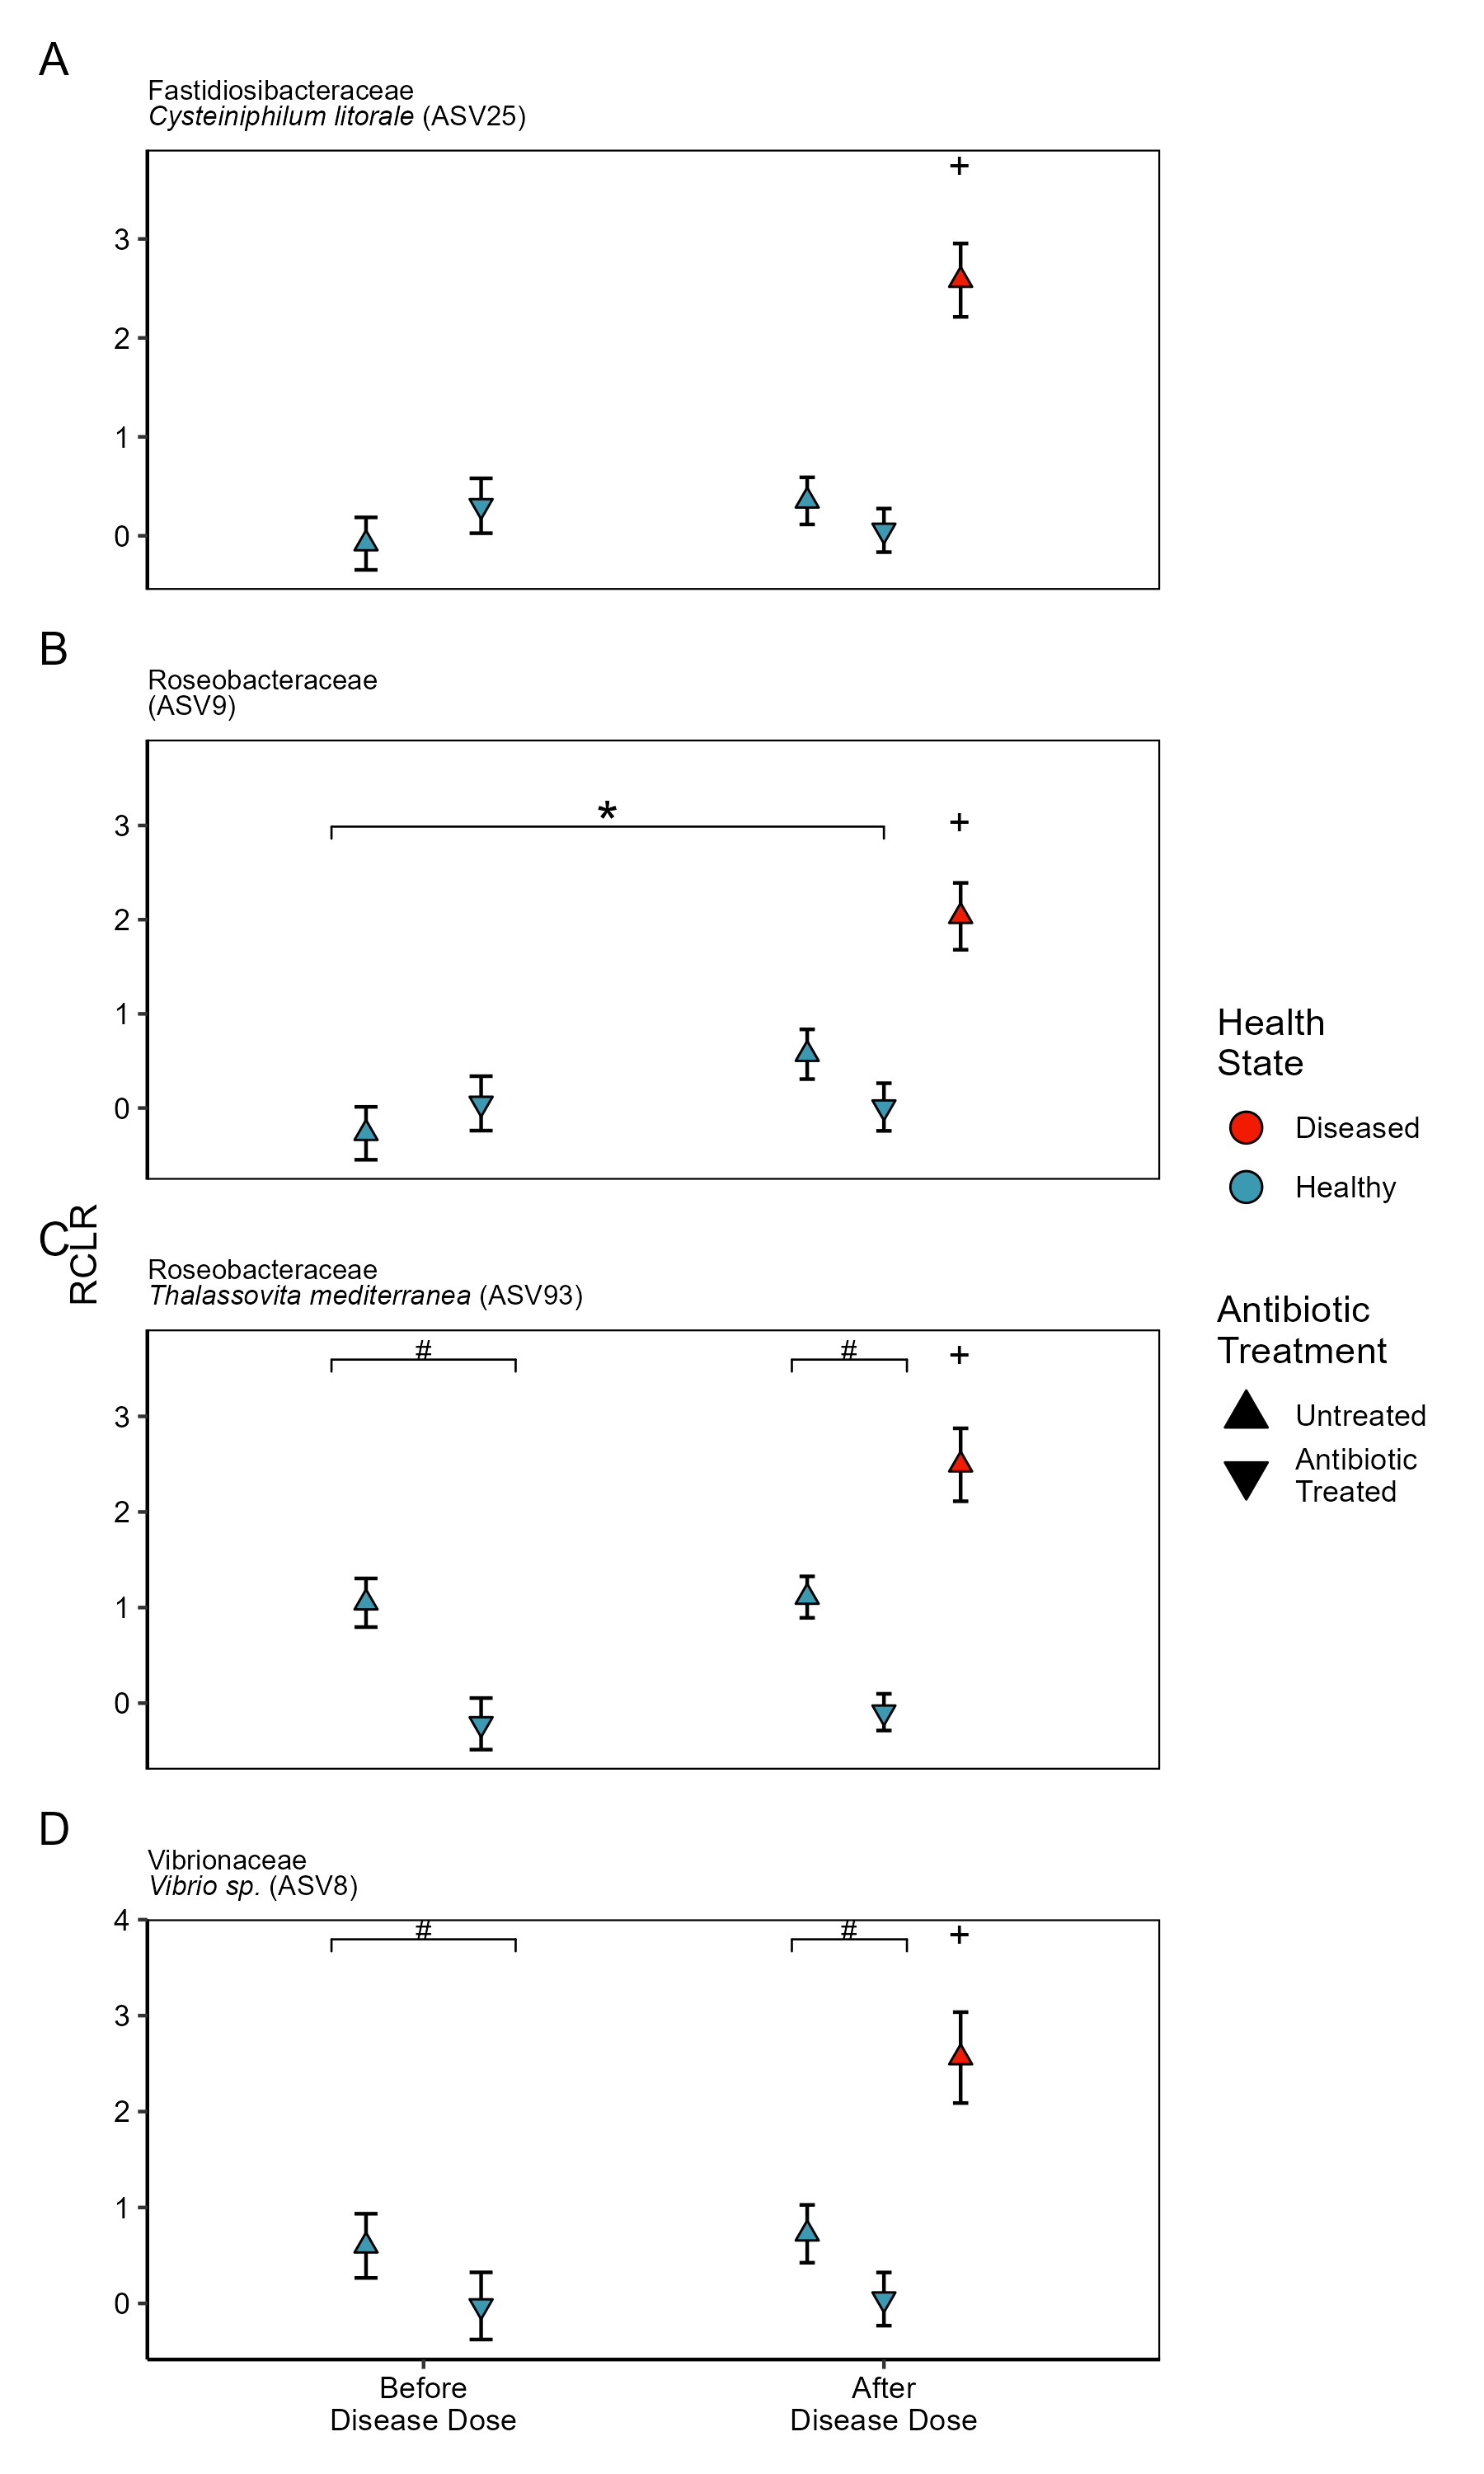 A
Fastidiosibacteraceae
Cysteiniphilum litorale (ASV25)
+
3
2
1
0
B
Roseobacteraceae
(ASV9)
*
+
3
2
1
0
Health
State
Diseased
Healthy
C
RCLR
Roseobacteraceae
Thalassovita mediterranea (ASV93)
# # +
3
2
1
0
Antibiotic
Treatment
Untreated
Antibiotic
Treated
D
Vibrionaceae
Vibrio sp. (ASV8)
4
# # +
3
2
1
0
Before
Disease Dose
After
Disease Dose